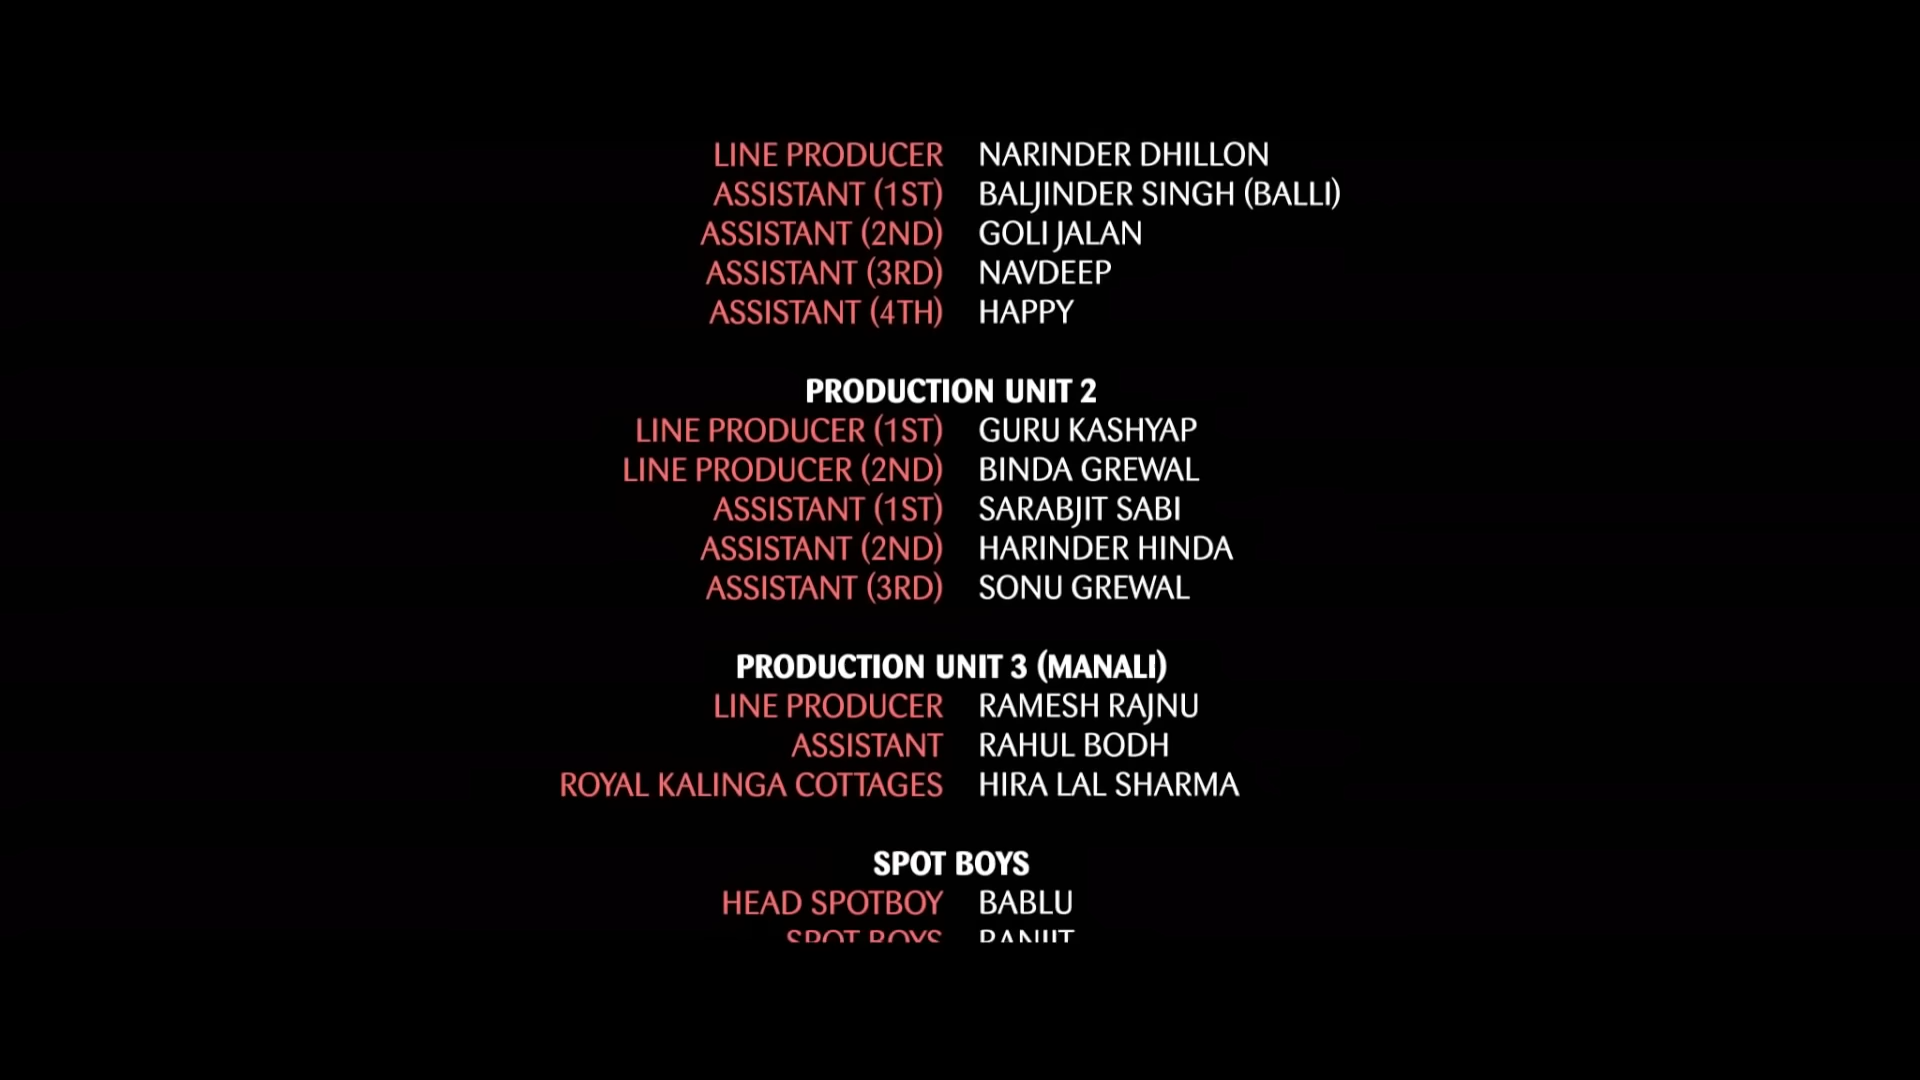 LINE PRODUCER NARINDER DHILLON
ASSISTANT (1ST) BALJINDER SINGH (BALLI)
ASSISTANT (2ND) GOLI JALAN
ASSISTANT (3RD) NAVDEEP
ASSISTANT (4TH) HAPPY
PRODUCTION UNIT 2
LINE PRODUCER (1ST) GURU KASHYAP
LINE PRODUCER (2ND) BINDA GREWAL
ASSISTANT (1ST) SARABJIT SABI
ASSISTANT (2ND) HARINDER HINDA
ASSISTANT (3RD) SONU GREWAL
PRODUCTION UNIT 3 (MANALI)
LINE PRODUCER RAMESH RAJNU
ASSISTANT RAHUL BODH
ROYAL KALINGA COTTAGES HIRA LAL SHARMA
SPOT BOYS
HEAD SPOTBOY BABLU
SPOT BOYS RANJIT